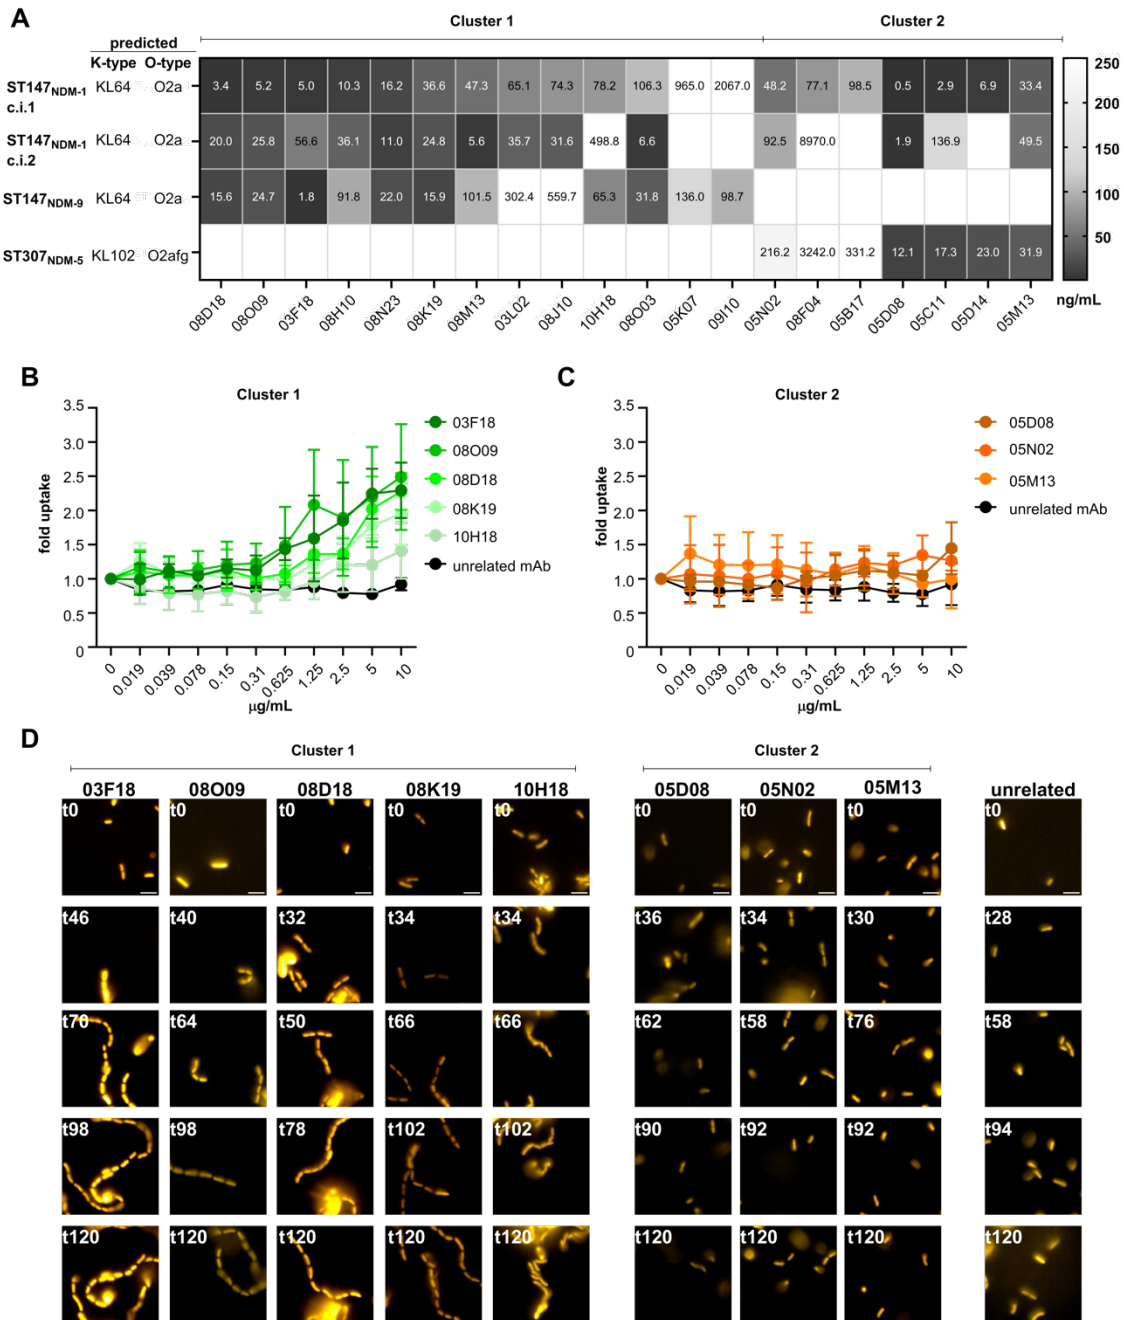 A
Cluster 1 Cluster 2
predicted
K-type O-type
ST147NDM-1 c.i.1 KL64 O2a 3.4 5.2 5.0 10.3 16.2 36.6 47.3 65.1 74.3 78.2 106.3 965.0 2067.0 48.2 77.1 98.5 0.5 2.9 6.9 33.4
ST147NDM-1 c.i.2 KL64 O2a 20.0 25.8 56.6 36.1 11.0 24.8 5.6 35.7 31.6 498.8 6.6 92.5 8970.0 1.9 136.9 49.5
ST147NDM-9 KL64 O2a 15.6 24.7 1.8 91.8 22.0 15.9 101.5 302.4 559.7 65.3 31.8 136.0 98.7
ST307NDM-5 KL102 O2afg 216.2 3242.0 331.2 12.1 17.3 23.0 31.9
08D18 08O09 03F18 08H10 08N23 08K19 08M13 03L02 08J10 10H18 08O03 05K07 09I10 05N02 08F04 05B17 05D08 05C11 05D14 05M13
250
200
150
100
50
ng/mL
B
Cluster 1
fold uptake
3.5
3.0
2.5
2.0
1.5
1.0
0.5
0
0 0.019 0.039 0.078 0.15 0.31 0.625 1.25 2.5 5 10
µg/mL
03F18
08O09
08D18
08K19
10H18
unrelated mAb
C
Cluster 2
fold uptake
3.5
3.0
2.5
2.0
1.5
1.0
0.5
0
0 0.019 0.039 0.078 0.15 0.31 0.625 1.25 2.5 5 10
µg/mL
05D08
05N02
05M13
unrelated mAb
D
Cluster 1 Cluster 2
03F18 08O09 08D18 08K19 10H18 05D08 05N02 05M13 unrelated
t0 t0 t0 t0 t0 t0 t0 t0 t0
t46 t40 t32 t34 t34 t36 t34 t30 t28
t70 t64 t50 t66 t66 t62 t58 t76 t58
t98 t98 t78 t102 t102 t90 t92 t92 t94
t120 t120 t120 t120 t120 t120 t120 t120 t120